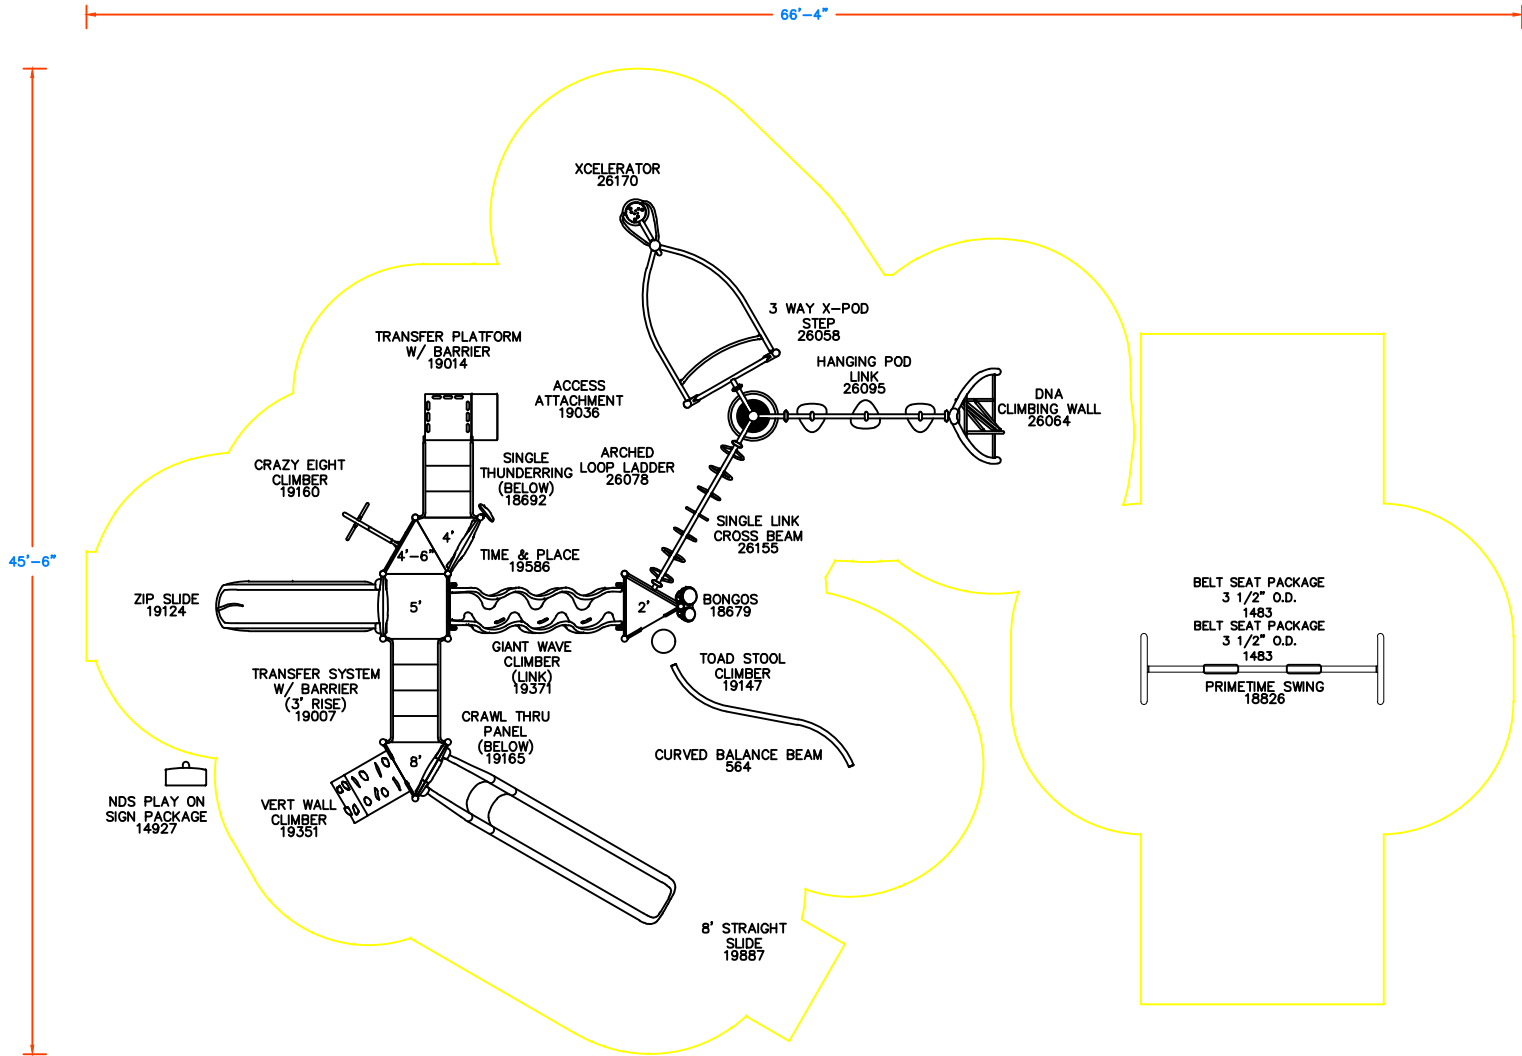 66'-4"
XCELERATOR
26170
3 WAY X-POD
STEP
26058
TRANSFER PLATFORM
W/ BARRIER
19014
HANGING POD
LINK
26095
ACCESS
ATTACHMENT
19036
DNA
CLIMBING WALL
26064
CRAZY EIGHT
CLIMBER
19160
SINGLE
THUNDERRING
(BELOW)
18692
ARCHED
LOOP LADDER
26078
SINGLE LINK
CROSS BEAM
26155
45'-6"
4'
4'-6"
TIME & PLACE
19586
ZIP SLIDE
19124
5'
2'
BONGOS
18679
BELT SEAT PACKAGE
3 1/2" O.D.
1483
BELT SEAT PACKAGE
3 1/2" O.D.
1483
PRIMETIME SWING
18826
GIANT WAVE
CLIMBER
(LINK)
19371
TOAD STOOL
CLIMBER
19147
TRANSFER SYSTEM
W/ BARRIER
(3' RISE)
19007
CRAWL THRU
PANEL
(BELOW)
19165
8'
CURVED BALANCE BEAM
564
NDS PLAY ON
SIGN PACKAGE
14927
VERT WALL
CLIMBER
19351
8' STRAIGHT
SLIDE
19887